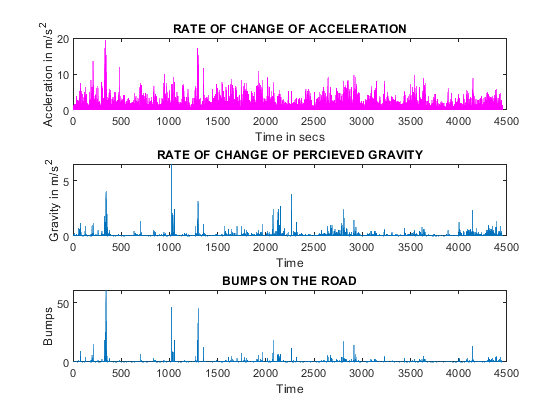 RATE OF CHANGE OF ACCELERATION
Accleration in m/s²
20
10
0
0 500 1000 1500 2000 2500 3000 3500 4000 4500
Time in secs
RATE OF CHANGE OF PERCIEVED GRAVITY
Gravity in m/s²
5
0
0 500 1000 1500 2000 2500 3000 3500 4000 4500
Time
BUMPS ON THE ROAD
Bumps
50
0
0 500 1000 1500 2000 2500 3000 3500 4000 4500
Time